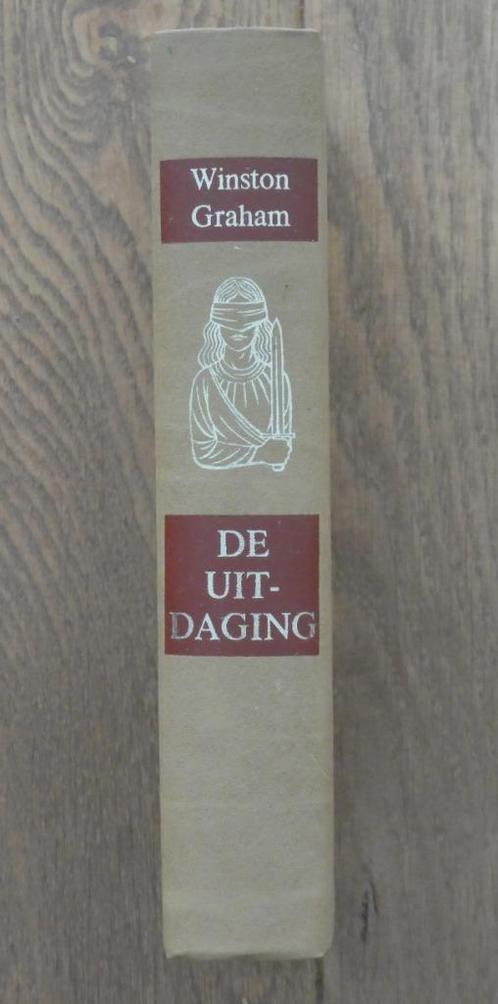 Winston
Graham
DE
UIT-
DAGING